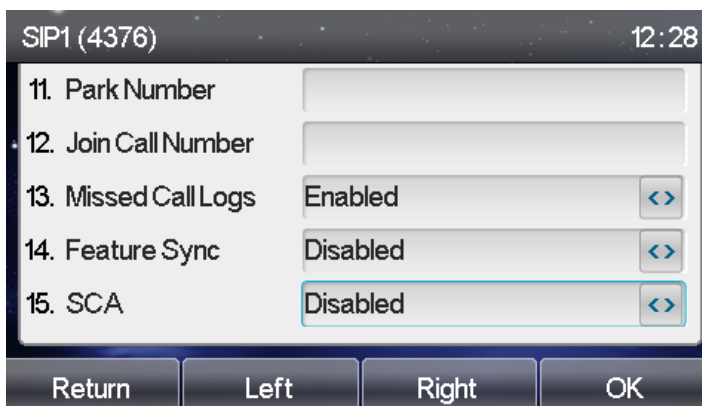 SIP1 (4376) 12:28
11. Park Number
12. Join Call Number
13. Missed Call Logs Enabled <>
14. Feature Sync Disabled <>
15. SCA Disabled <>
Return Left Right OK